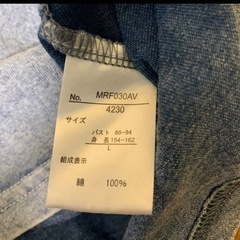 No. MRF030AV
4230
サイズ
バスト 86-94
身 長 154-162
L
組成表示
綿 100%